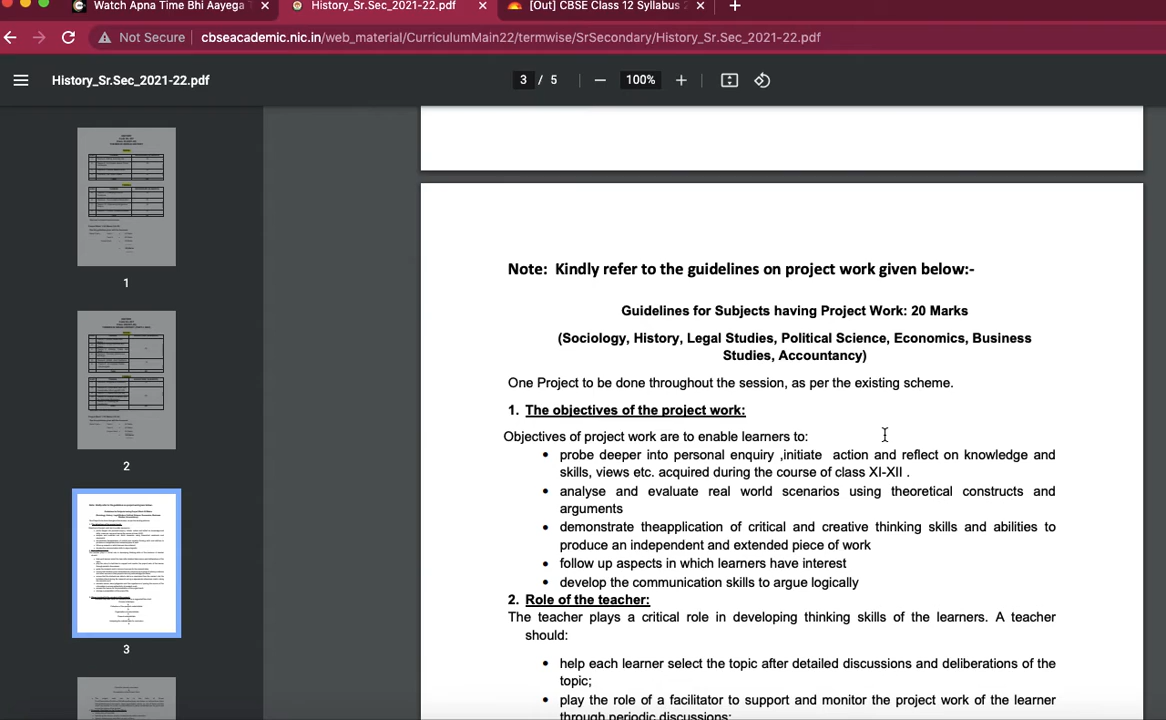 Watch Apna Time Bhi Aayega
History_Sr.Sec_2021-22.pdf
[Out] CBSE Class 12 Syllabus 2
Not Secure
cbseacademic.nic.in/web_material/CurriculumMain22/termwise/SrSecondary/History_Sr.Sec_2021-22.pdf
History_Sr.Sec_2021-22.pdf
3 / 5
100%
1
2
3
Note: Kindly refer to the guidelines on project work given below:-
Guidelines for Subjects having Project Work: 20 Marks
(Sociology, History, Legal Studies, Political Science, Economics, Business
Studies, Accountancy)
One Project to be done throughout the session, as per the existing scheme.
1. The objectives of the project work:
Objectives of project work are to enable learners to:
• probe deeper into personal enquiry ,initiate action and reflect on knowledge and
skills, views etc. acquired during the course of class XI-XII .
• analyse and evaluate real world scenarios using theoretical constructs and
arguments
• demonstrate theapplication of critical and creative thinking skills and abilities to
produce an independent and extended piece of work
• follow up aspects in which learners have interest
• develop the communication skills to argue logically
2. Role of the teacher:
The teacher plays a critical role in developing thinking skills of the learners. A teacher
should:
• help each learner select the topic after detailed discussions and deliberations of the
topic;
• play the role of a facilitator to support and monitor the project work of the learner
through periodic discussions;